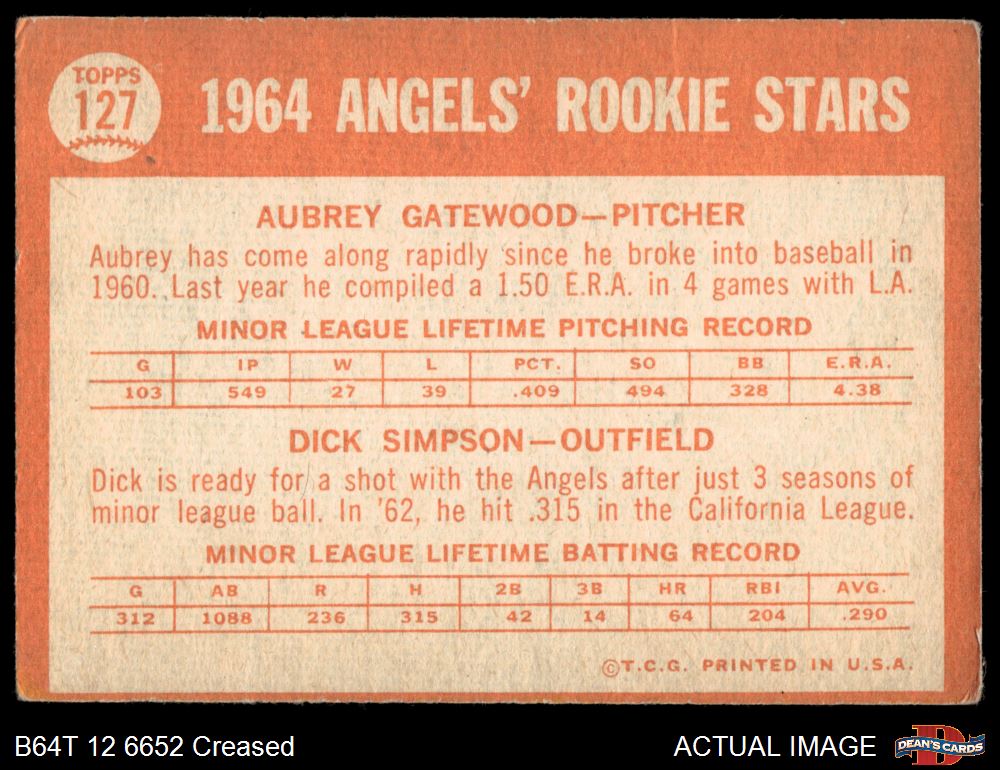 TOPPS
127
1964 ANGELS' ROOKIE STARS
AUBREY GATEWOOD—PITCHER
Aubrey has come along rapidly since he broke into baseball in
1960. Last year he compiled a 1.50 E.R.A. in 4 games with L.A.
MINOR LEAGUE LIFETIME PITCHING RECORD
G IP W L PCT. SO BB E.R.A.
103 549 27 39 .409 494 328 4.38
DICK SIMPSON—OUTFIELD
Dick is ready for a shot with the Angels after just 3 seasons of
minor league ball. In '62, he hit .315 in the California League.
MINOR LEAGUE LIFETIME BATTING RECORD
G AB R H 2B 3B HR RBI AVG.
312 1088 236 315 42 14 64 204 .290
©T.C.G. PRINTED IN U.S.A.
B64T 12 6652 Creased
ACTUAL IMAGE
DEAN'S CARDS